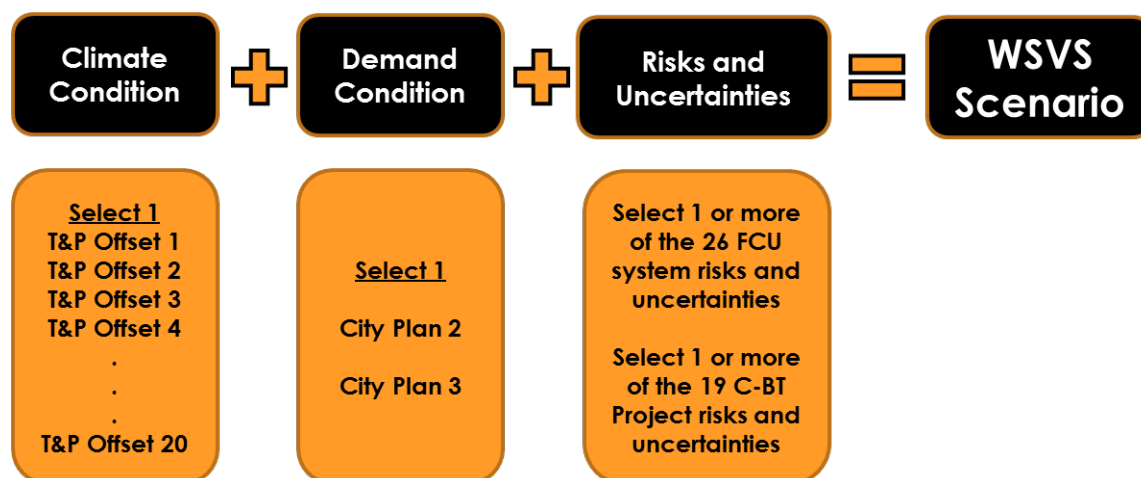 Climate
Condition
Demand
Condition
Risks and
Uncertainties
WSVS
Scenario
Select 1
T&P Offset 1
T&P Offset 2
T&P Offset 3
T&P Offset 4
.
.
.
T&P Offset 20
Select 1
City Plan 2
City Plan 3
Select 1 or more
of the 26 FCU
system risks and
uncertainties
Select 1 or more
of the 19 C-BT
Project risks and
uncertainties